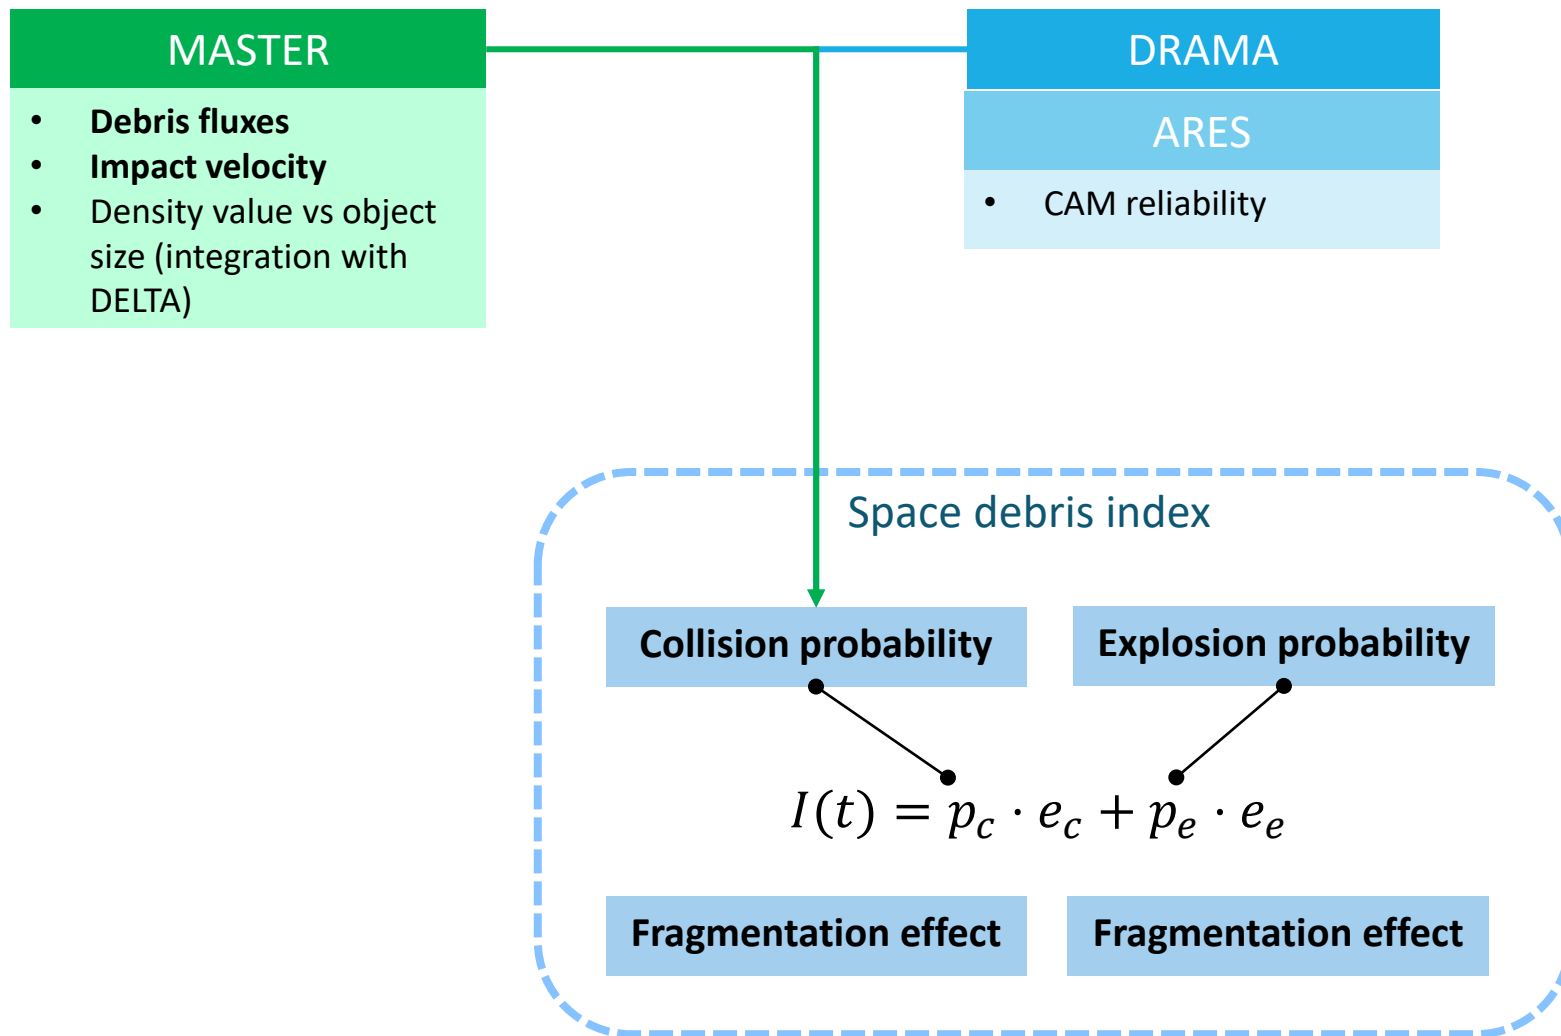 MASTER
• Debris fluxes
• Impact velocity
• Density value vs object
size (integration with
DELTA)
DRAMA
ARES
• CAM reliability
Space debris index
Collision probability
Explosion probability
I(t) = p_c · e_c + p_e · e_e
Fragmentation effect
Fragmentation effect